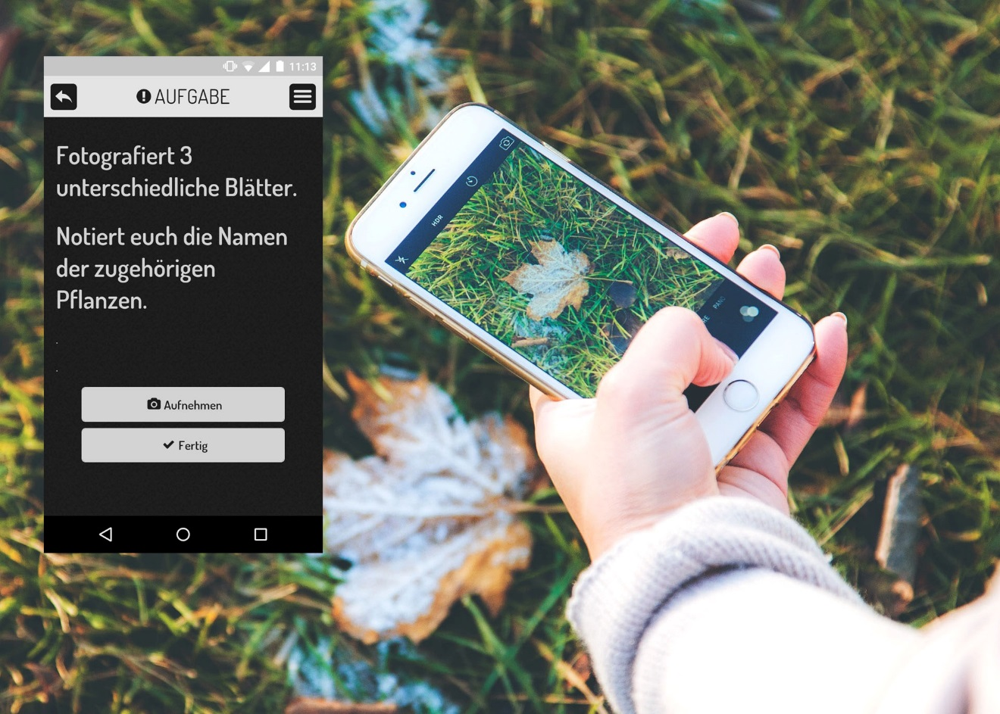 11:13
AUFGABE
Fotografiert 3
unterschiedliche Blätter.
Notiert euch die Namen
der zugehörigen
Pflanzen.
.
.
Aufnehmen
Fertig
HDR